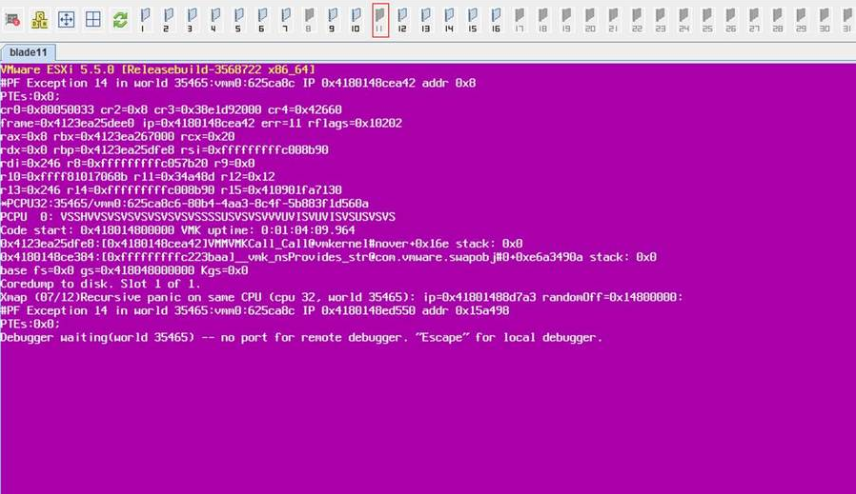 1 2 3 4 5 6 7 8 9 10 11 12 13 14 15 16 17 18 19 20 21 22 23 24 25 26 27 28 29 30 31
blade11
VMware ESXi 5.5.0 [Releasebuild-3568722 x86_64]
#PF Exception 14 in world 35465:vmm0:625ca8c IP 0x4180148cea42 addr 0x8
PTEs:0x0;
cr0=0x80050033 cr2=0x8 cr3=0x38e1d92000 cr4=0x42660
frame=0x4123ea25dee0 ip=0x4180148cea42 err=11 rflags=0x10202
rax=0x8 rbx=0x4123ea267000 rcx=0x20
rdx=0x0 rbp=0x4123ea25dfe8 rsi=0xfffffffffc008b90
rdi=0x246 r8=0xfffffffffc057b20 r9=0x0
r10=0xffff81017068b r11=0x34a48d r12=0x12
r13=0x246 r14=0xfffffffffc008b90 r15=0x410901fa7130
*PCPU32:35465/vmm0:625ca8c6-80b4-4aa3-8c4f-5b883f1d560a
PCPU 0: VSSHVVSVSVSVSVSVSVSVSSSSUSVSVSVVVUVISVUVISVSUSVSVS
Code start: 0x418014800000 VMK uptime: 0:01:04:09.964
0x4123ea25dfe8:[0x4180148cea42]VMMVMKCall_Call@vmkernel#nover+0x16e stack: 0x0
0x4180148ce384:[0xfffffffffc223baa]__vmk_nsProvides_str@com.vmware.swapobj#0+0xe6a3490a stack: 0x0
base fs=0x0 gs=0x418048000000 Kgs=0x0
Coredump to disk. Slot 1 of 1.
Xmap (07/12)Recursive panic on same CPU (cpu 32, world 35465): ip=0x41801488d7a3 randomOff=0x14800000:
#PF Exception 14 in world 35465:vmm0:625ca8c IP 0x4180148ed550 addr 0x15a498
PTEs:0x0;
Debugger waiting(world 35465) -- no port for remote debugger. "Escape" for local debugger.